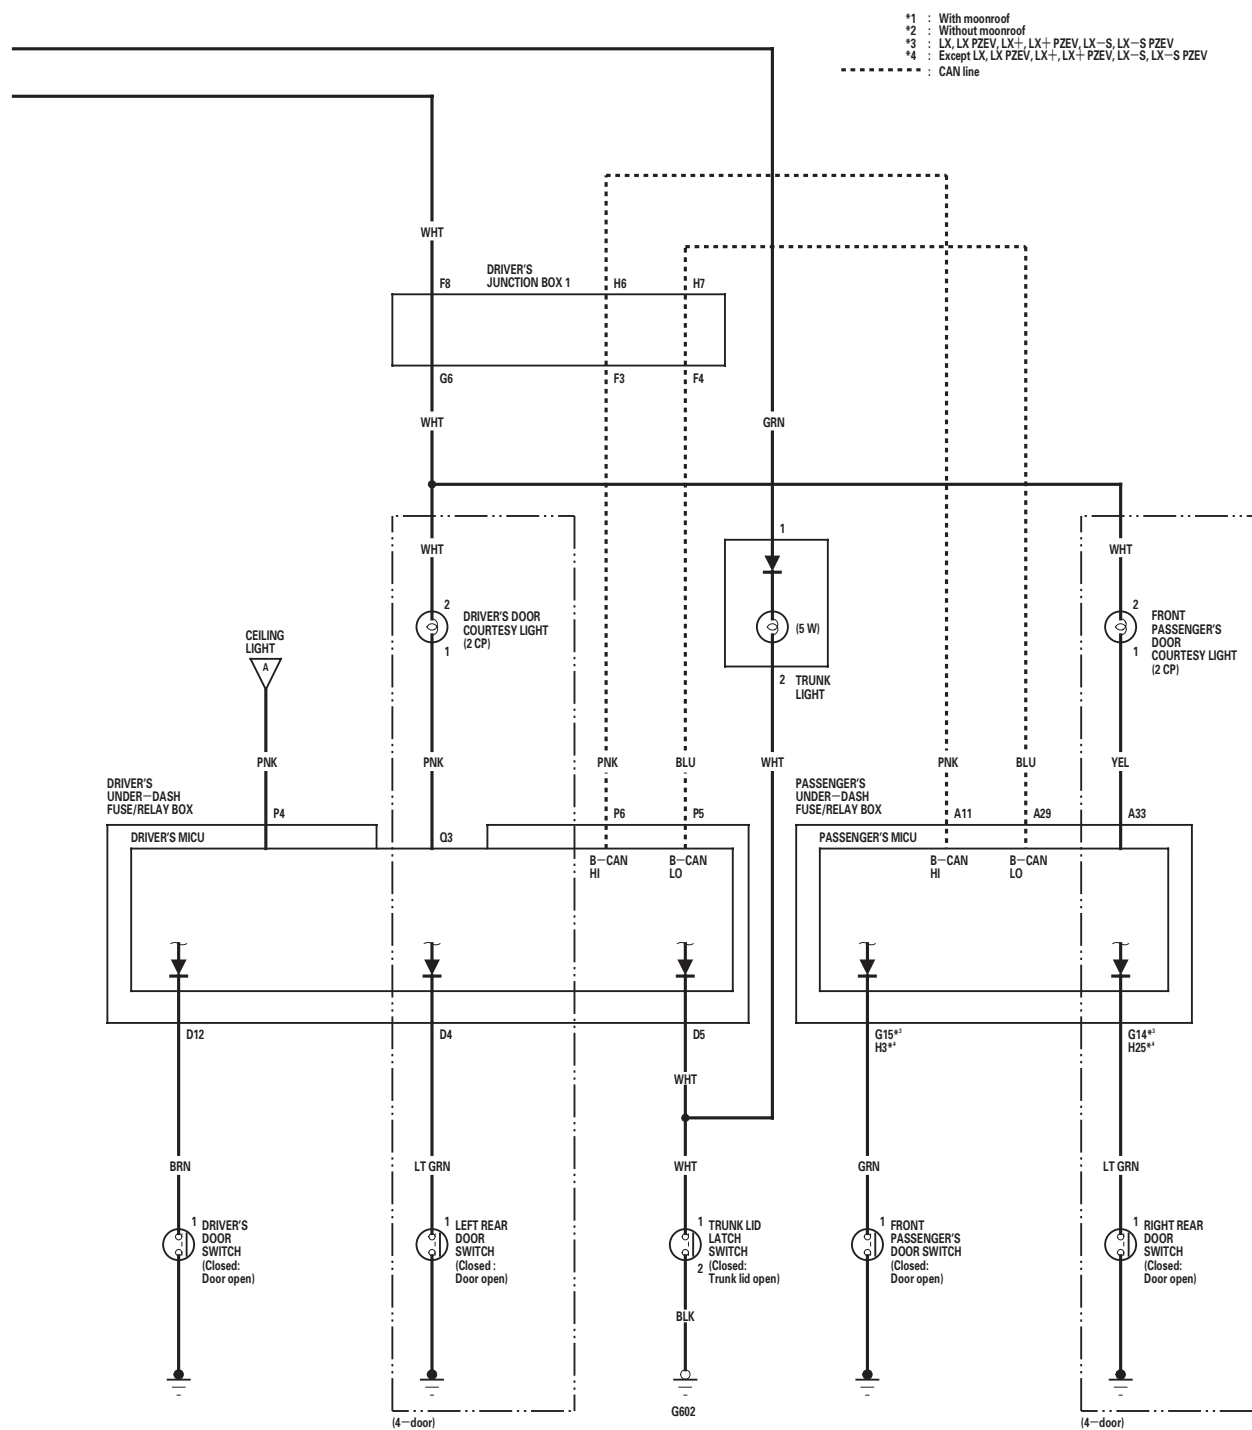 *1 : With moonroof
*2 : Without moonroof
*3 : LX, LX PZEV, LX+, LX+ PZEV, LX-S, LX-S PZEV
*4 : Except LX, LX PZEV, LX+, LX+ PZEV, LX-S, LX-S PZEV
: CAN line
WHT
DRIVER'S
JUNCTION BOX 1
F8
H6
H7
G6
F3
F4
WHT
GRN
WHT
1
WHT
2
DRIVER'S DOOR
COURTESY LIGHT
(2 CP)
1
(5 W)
2 TRUNK
LIGHT
2
FRONT
PASSENGER'S
DOOR
COURTESY LIGHT
(2 CP)
1
CEILING
LIGHT
A
PNK
PNK
PNK
BLU
WHT
PNK
BLU
YEL
DRIVER'S
UNDER-DASH
FUSE/RELAY BOX
P4
P6
P5
PASSENGER'S
UNDER-DASH
FUSE/RELAY BOX
A11
A29
A33
DRIVER'S MICU
Q3
PASSENGER'S MICU
B-CAN
HI
B-CAN
LO
B-CAN
HI
B-CAN
LO
D12
D4
D5
G15*3
H3*4
G14*3
H25*4
WHT
BRN
LT GRN
WHT
GRN
LT GRN
1 DRIVER'S
DOOR
SWITCH
(Closed:
Door open)
1 LEFT REAR
DOOR
SWITCH
(Closed :
Door open)
1 TRUNK LID
LATCH
SWITCH
2 (Closed:
Trunk lid open)
1 FRONT
PASSENGER'S
DOOR SWITCH
(Closed:
Door open)
1 RIGHT REAR
DOOR
SWITCH
(Closed:
Door open)
BLK
G602
(4-door)
(4-door)